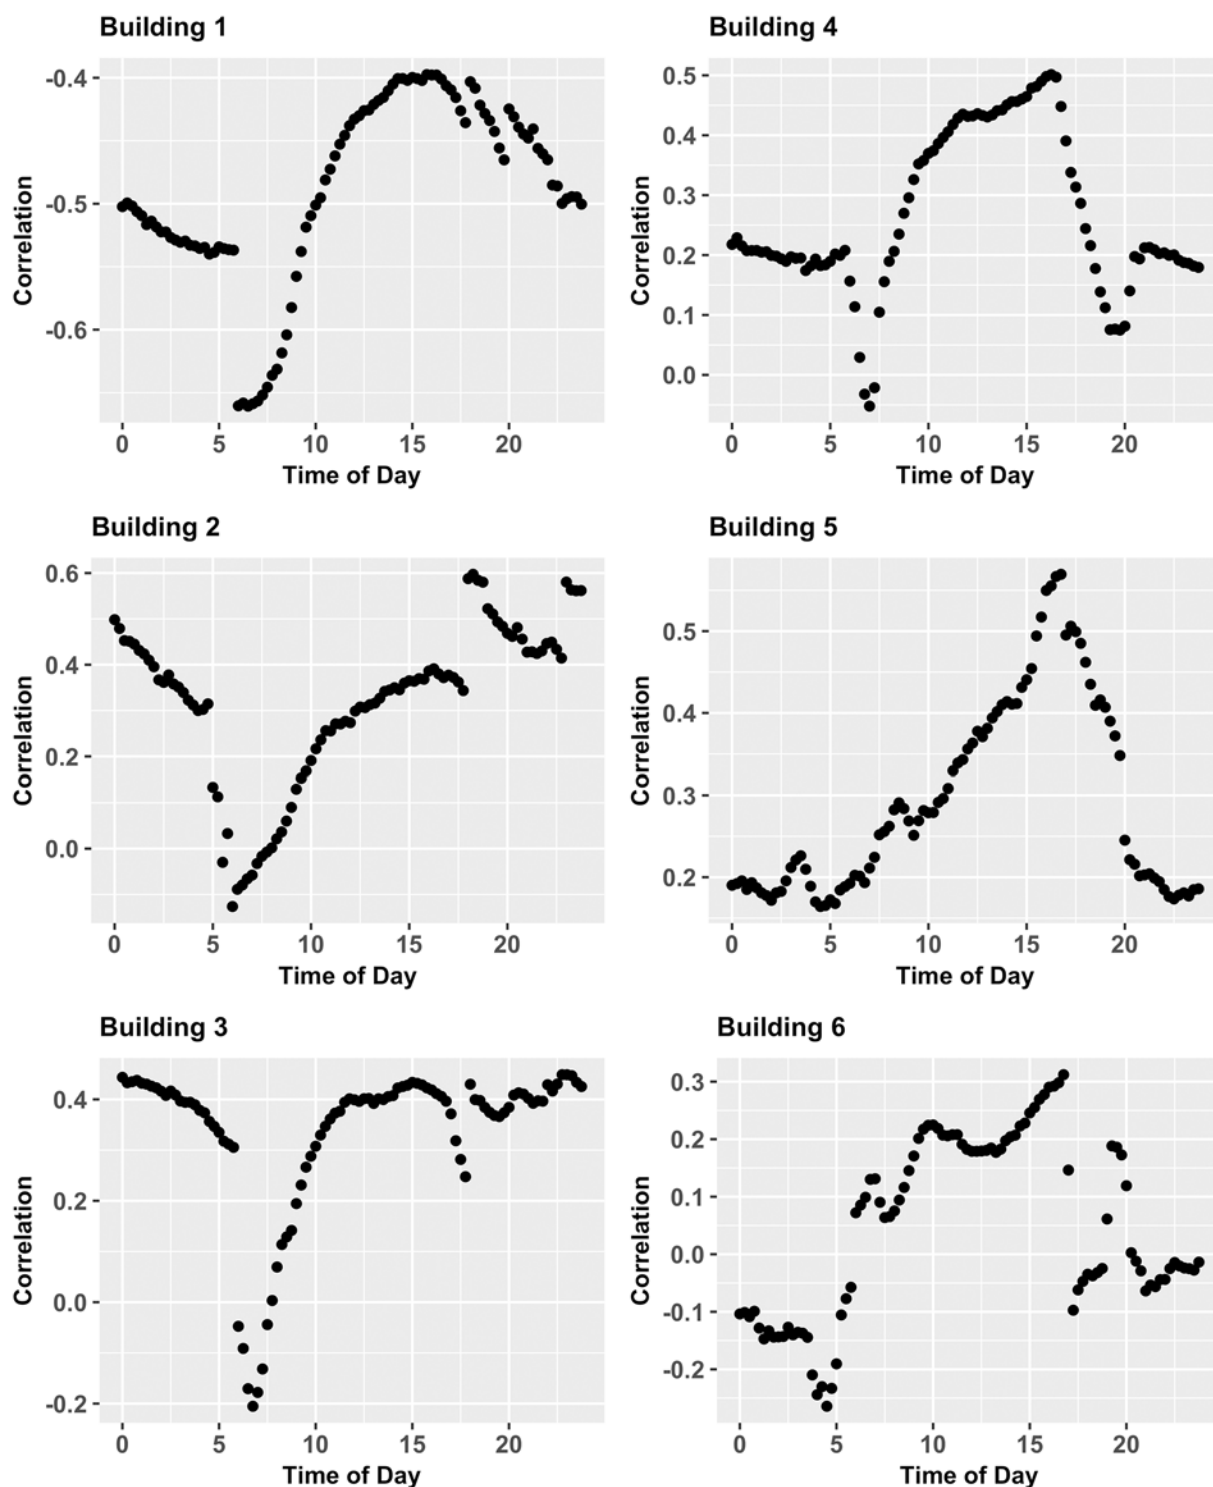 Building 1
Correlation
-0.4
-0.5
-0.6
0 5 10 15 20
Time of Day
Building 4
Correlation
0.5
0.4
0.3
0.2
0.1
0.0
0 5 10 15 20
Time of Day
Building 2
Correlation
0.6
0.4
0.2
0.0
0 5 10 15 20
Time of Day
Building 5
Correlation
0.5
0.4
0.3
0.2
0 5 10 15 20
Time of Day
Building 3
Correlation
0.4
0.2
0.0
-0.2
0 5 10 15 20
Time of Day
Building 6
Correlation
0.3
0.2
0.1
0.0
-0.1
-0.2
0 5 10 15 20
Time of Day